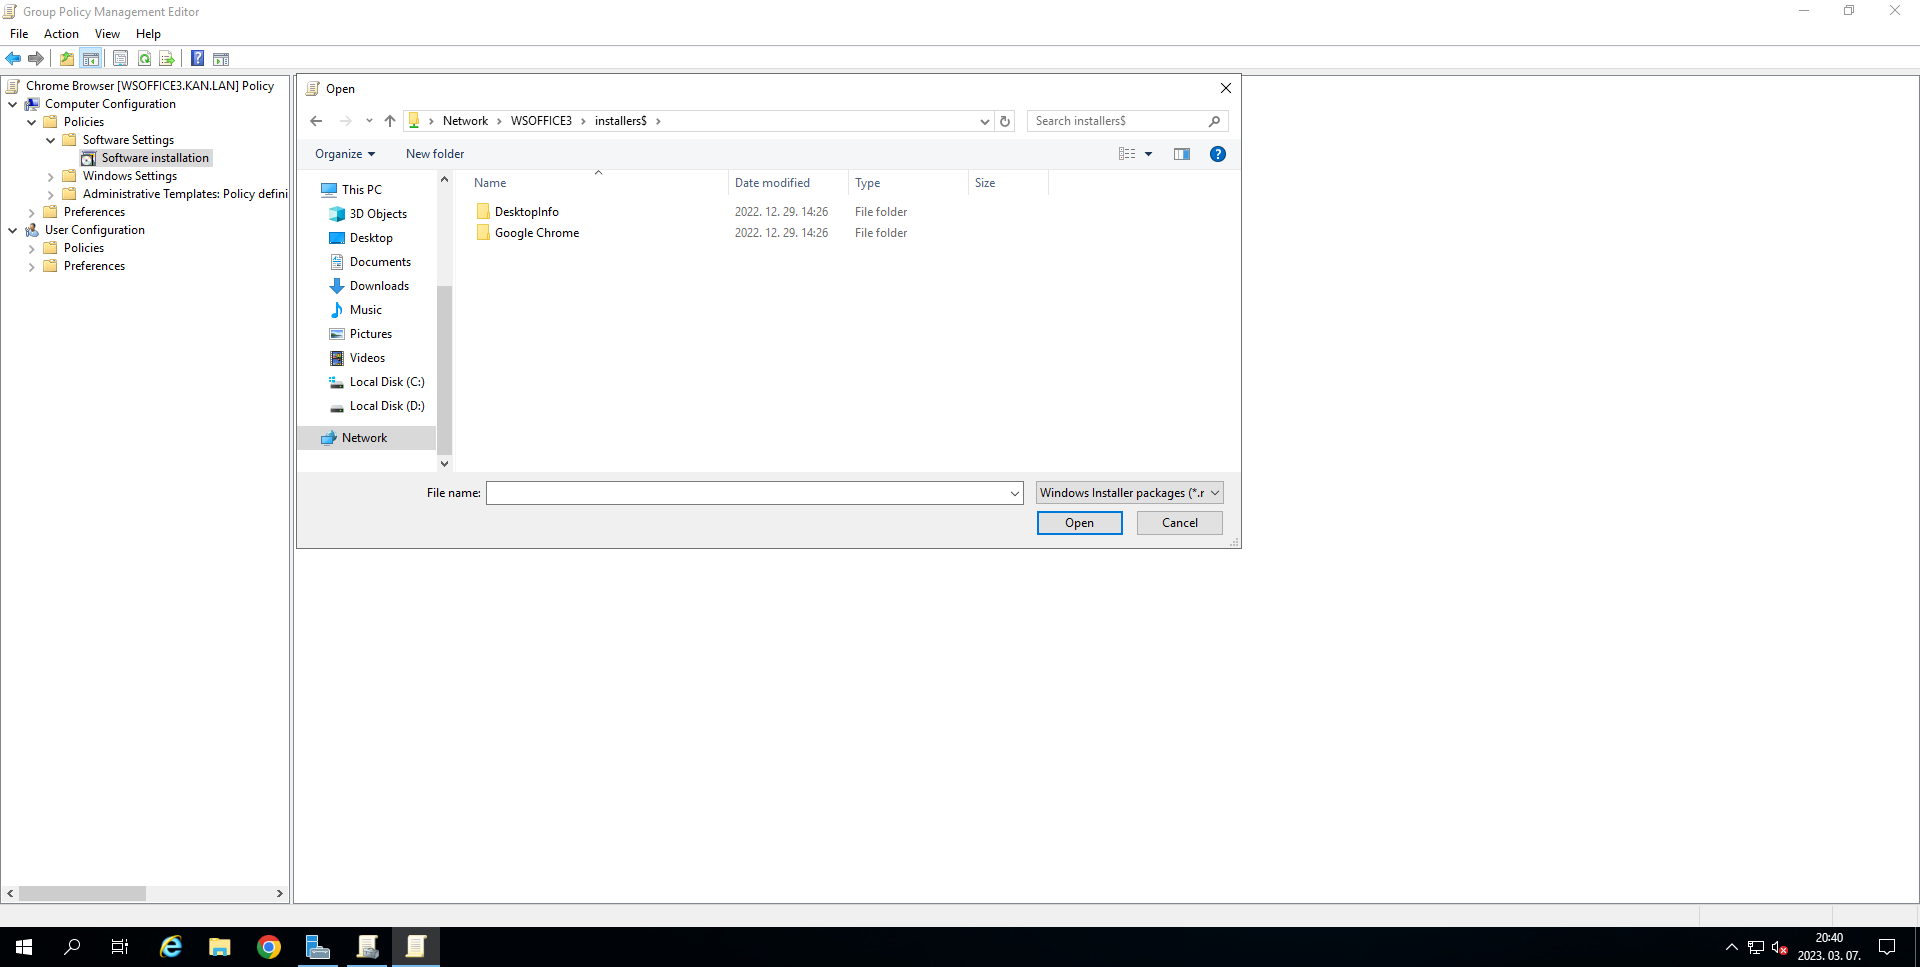 Group Policy Management Editor
File Action View Help
Chrome Browser [WSOFFICE3.KAN.LAN] Policy
Computer Configuration
Policies
Software Settings
Software installation
Windows Settings
Administrative Templates: Policy defini
Preferences
User Configuration
Policies
Preferences
Open
Network WSOFFICE3 installers$
Search installers$
Organize New folder
This PC
3D Objects
Desktop
Documents
Downloads
Music
Pictures
Videos
Local Disk (C:)
Local Disk (D:)
Network
Name Date modified Type Size
DesktopInfo 2022. 12. 29. 14:26 File folder
Google Chrome 2022. 12. 29. 14:26 File folder
File name:
Windows Installer packages (*.r
Open Cancel
20:40
2023. 03. 07.